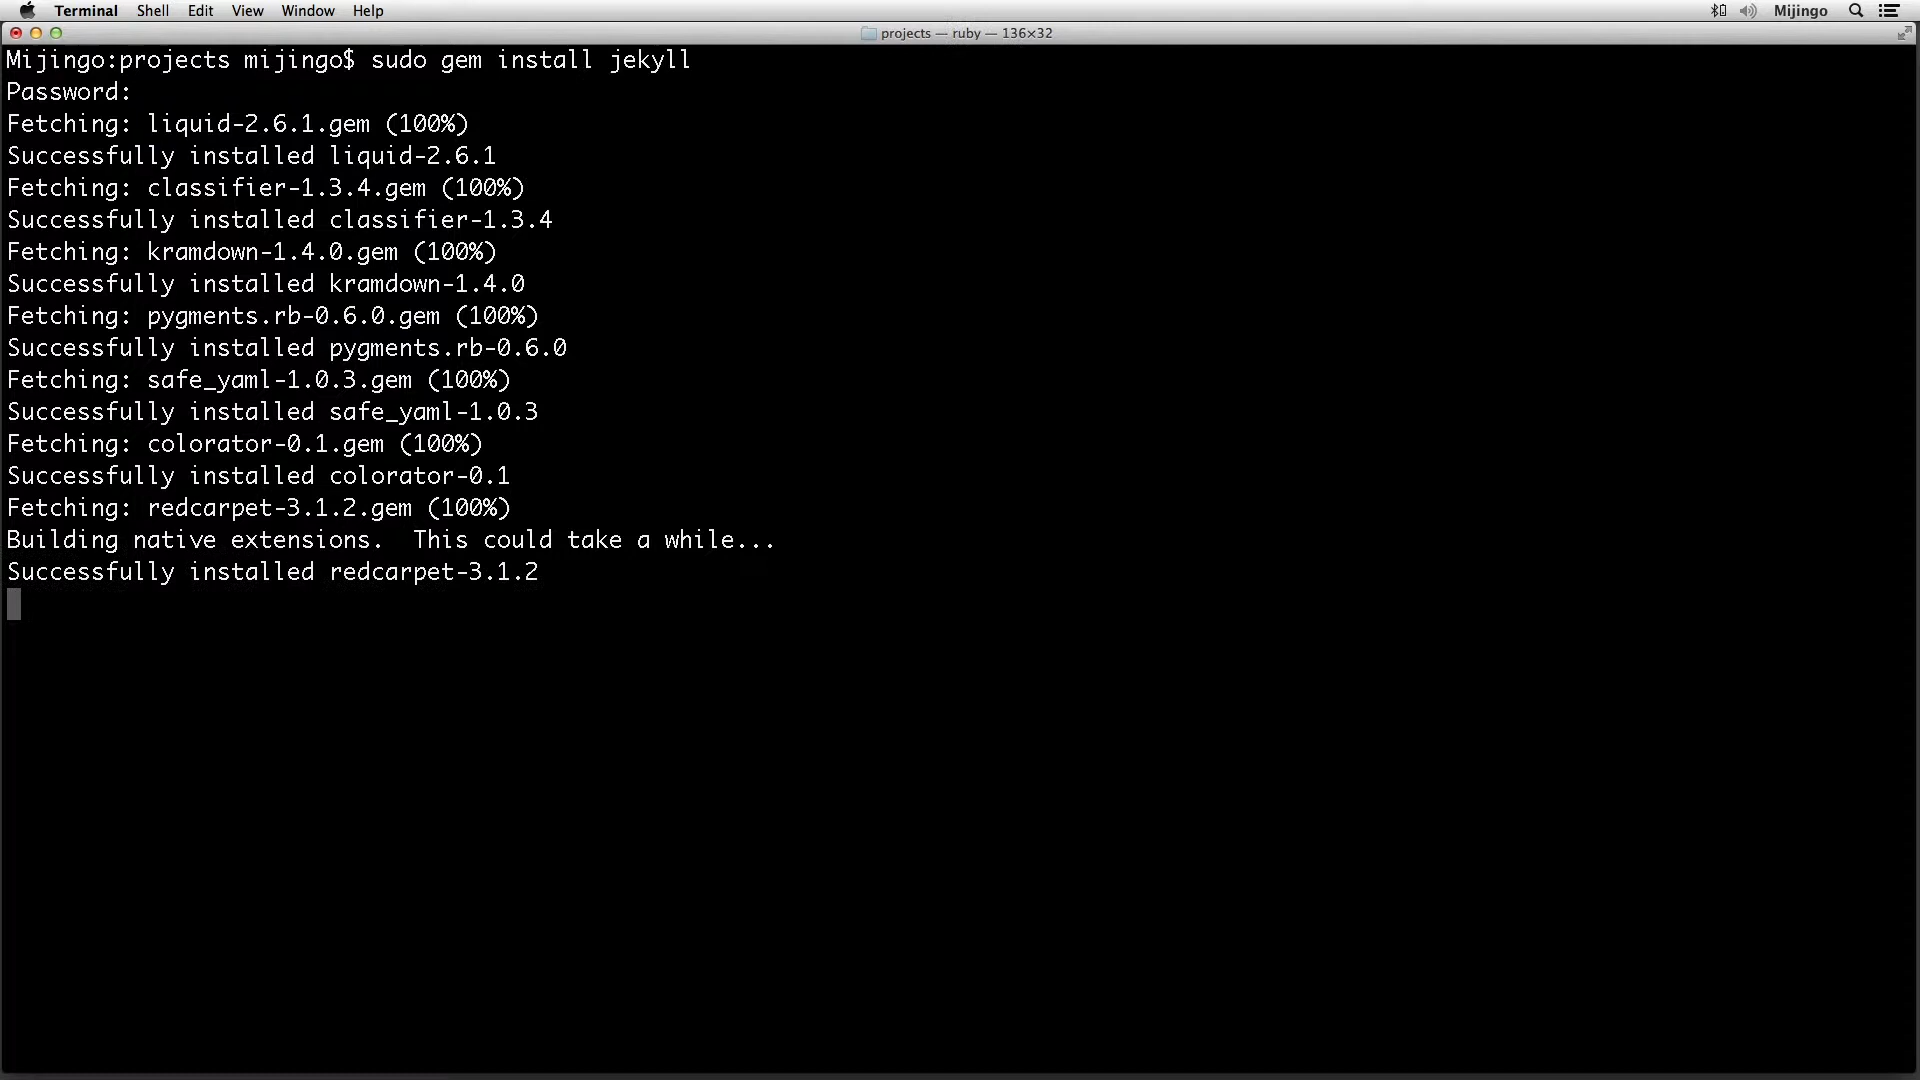 Terminal Shell Edit View Window Help Mijingo
projects — ruby — 136×32
Mijingo:projects mijingo$ sudo gem install jekyll
Password:
Fetching: liquid-2.6.1.gem (100%)
Successfully installed liquid-2.6.1
Fetching: classifier-1.3.4.gem (100%)
Successfully installed classifier-1.3.4
Fetching: kramdown-1.4.0.gem (100%)
Successfully installed kramdown-1.4.0
Fetching: pygments.rb-0.6.0.gem (100%)
Successfully installed pygments.rb-0.6.0
Fetching: safe_yaml-1.0.3.gem (100%)
Successfully installed safe_yaml-1.0.3
Fetching: colorator-0.1.gem (100%)
Successfully installed colorator-0.1
Fetching: redcarpet-3.1.2.gem (100%)
Building native extensions.  This could take a while...
Successfully installed redcarpet-3.1.2